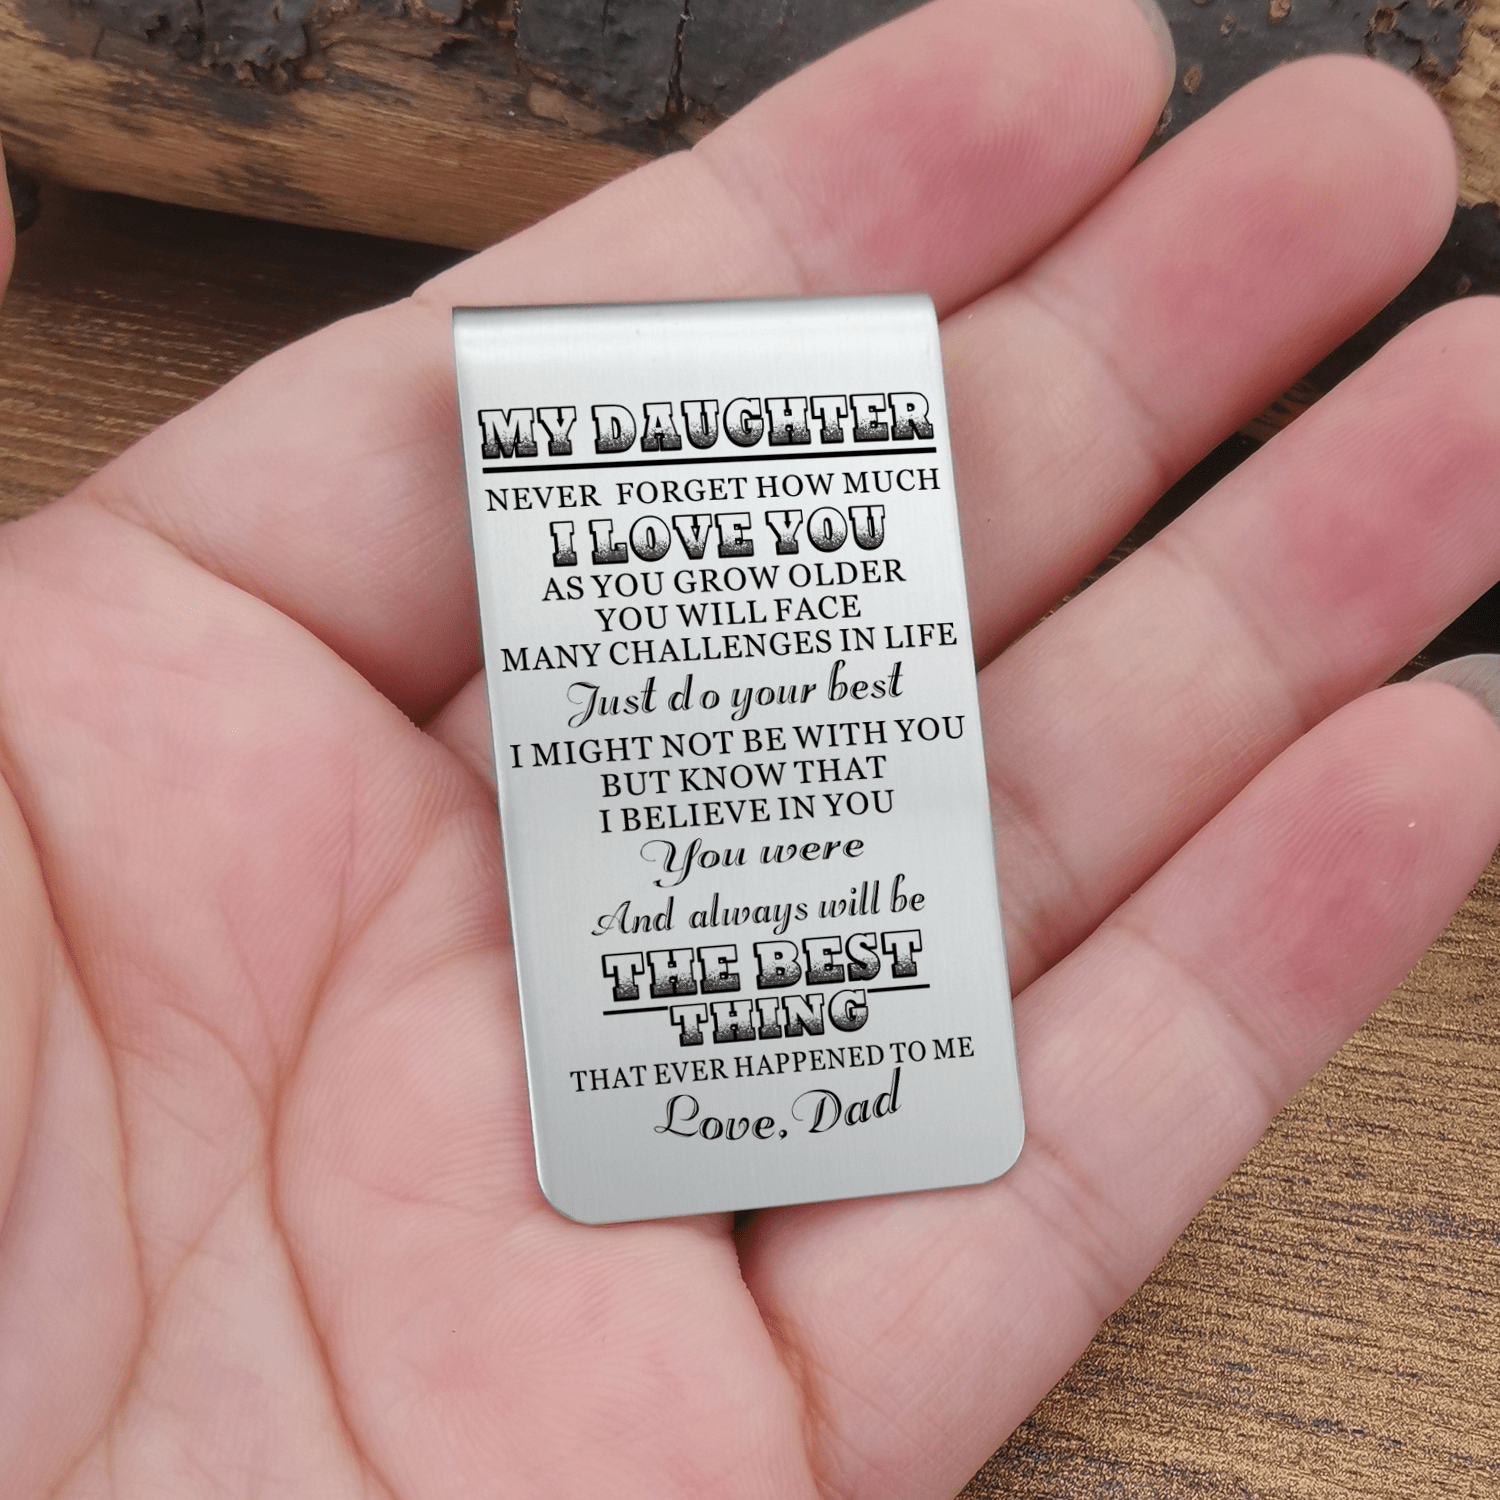 MY DAUGHTER
NEVER FORGET HOW MUCH
I LOVE YOU
AS YOU GROW OLDER
YOU WILL FACE
MANY CHALLENGES IN LIFE
Just do your best
I MIGHT NOT BE WITH YOU
BUT KNOW THAT
I BELIEVE IN YOU
You were
And always will be
THE BEST
THING
THAT EVER HAPPENED TO ME
Love, Dad